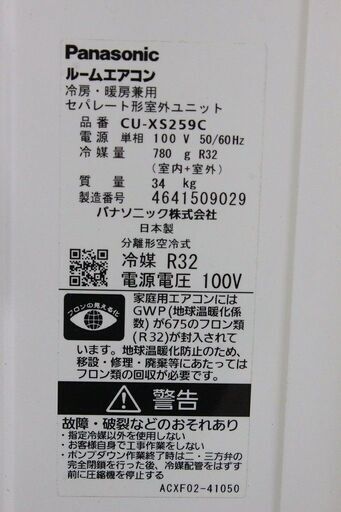 Panasonic
ルームエアコン
冷房・暖房兼用
セパレート形室外ユニット
品番 CU-XS259C
電源 単相 100 V 50/60Hz
冷媒量 780 g R32
(室内+室外)
質量 34 kg
製造番号 4641509029
パナソニック株式会社
日本製
分離形空冷式
冷媒 R32
電源電圧 100V
フロンの見える化
家庭用エアコンには
GWP(地球温暖化係
数)が675のフロン類
(R32)が封入されて
います。地球温暖化防止のため、
移設・修理・廃棄等にあたっては
フロン類の回収が必要です。
警告
故障・破裂などのおそれあり
・指定冷媒以外を使用しない
・お客様自身で工事作業をしない
・ポンプダウン作業終了時は二・三方弁の
完全閉鎖を行った後、冷媒配管をはずす
前に圧縮機を停止する
ACXF02-41050